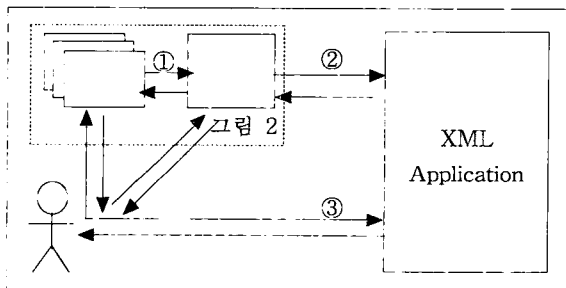 ① ②
그림 2
XML
Application
③